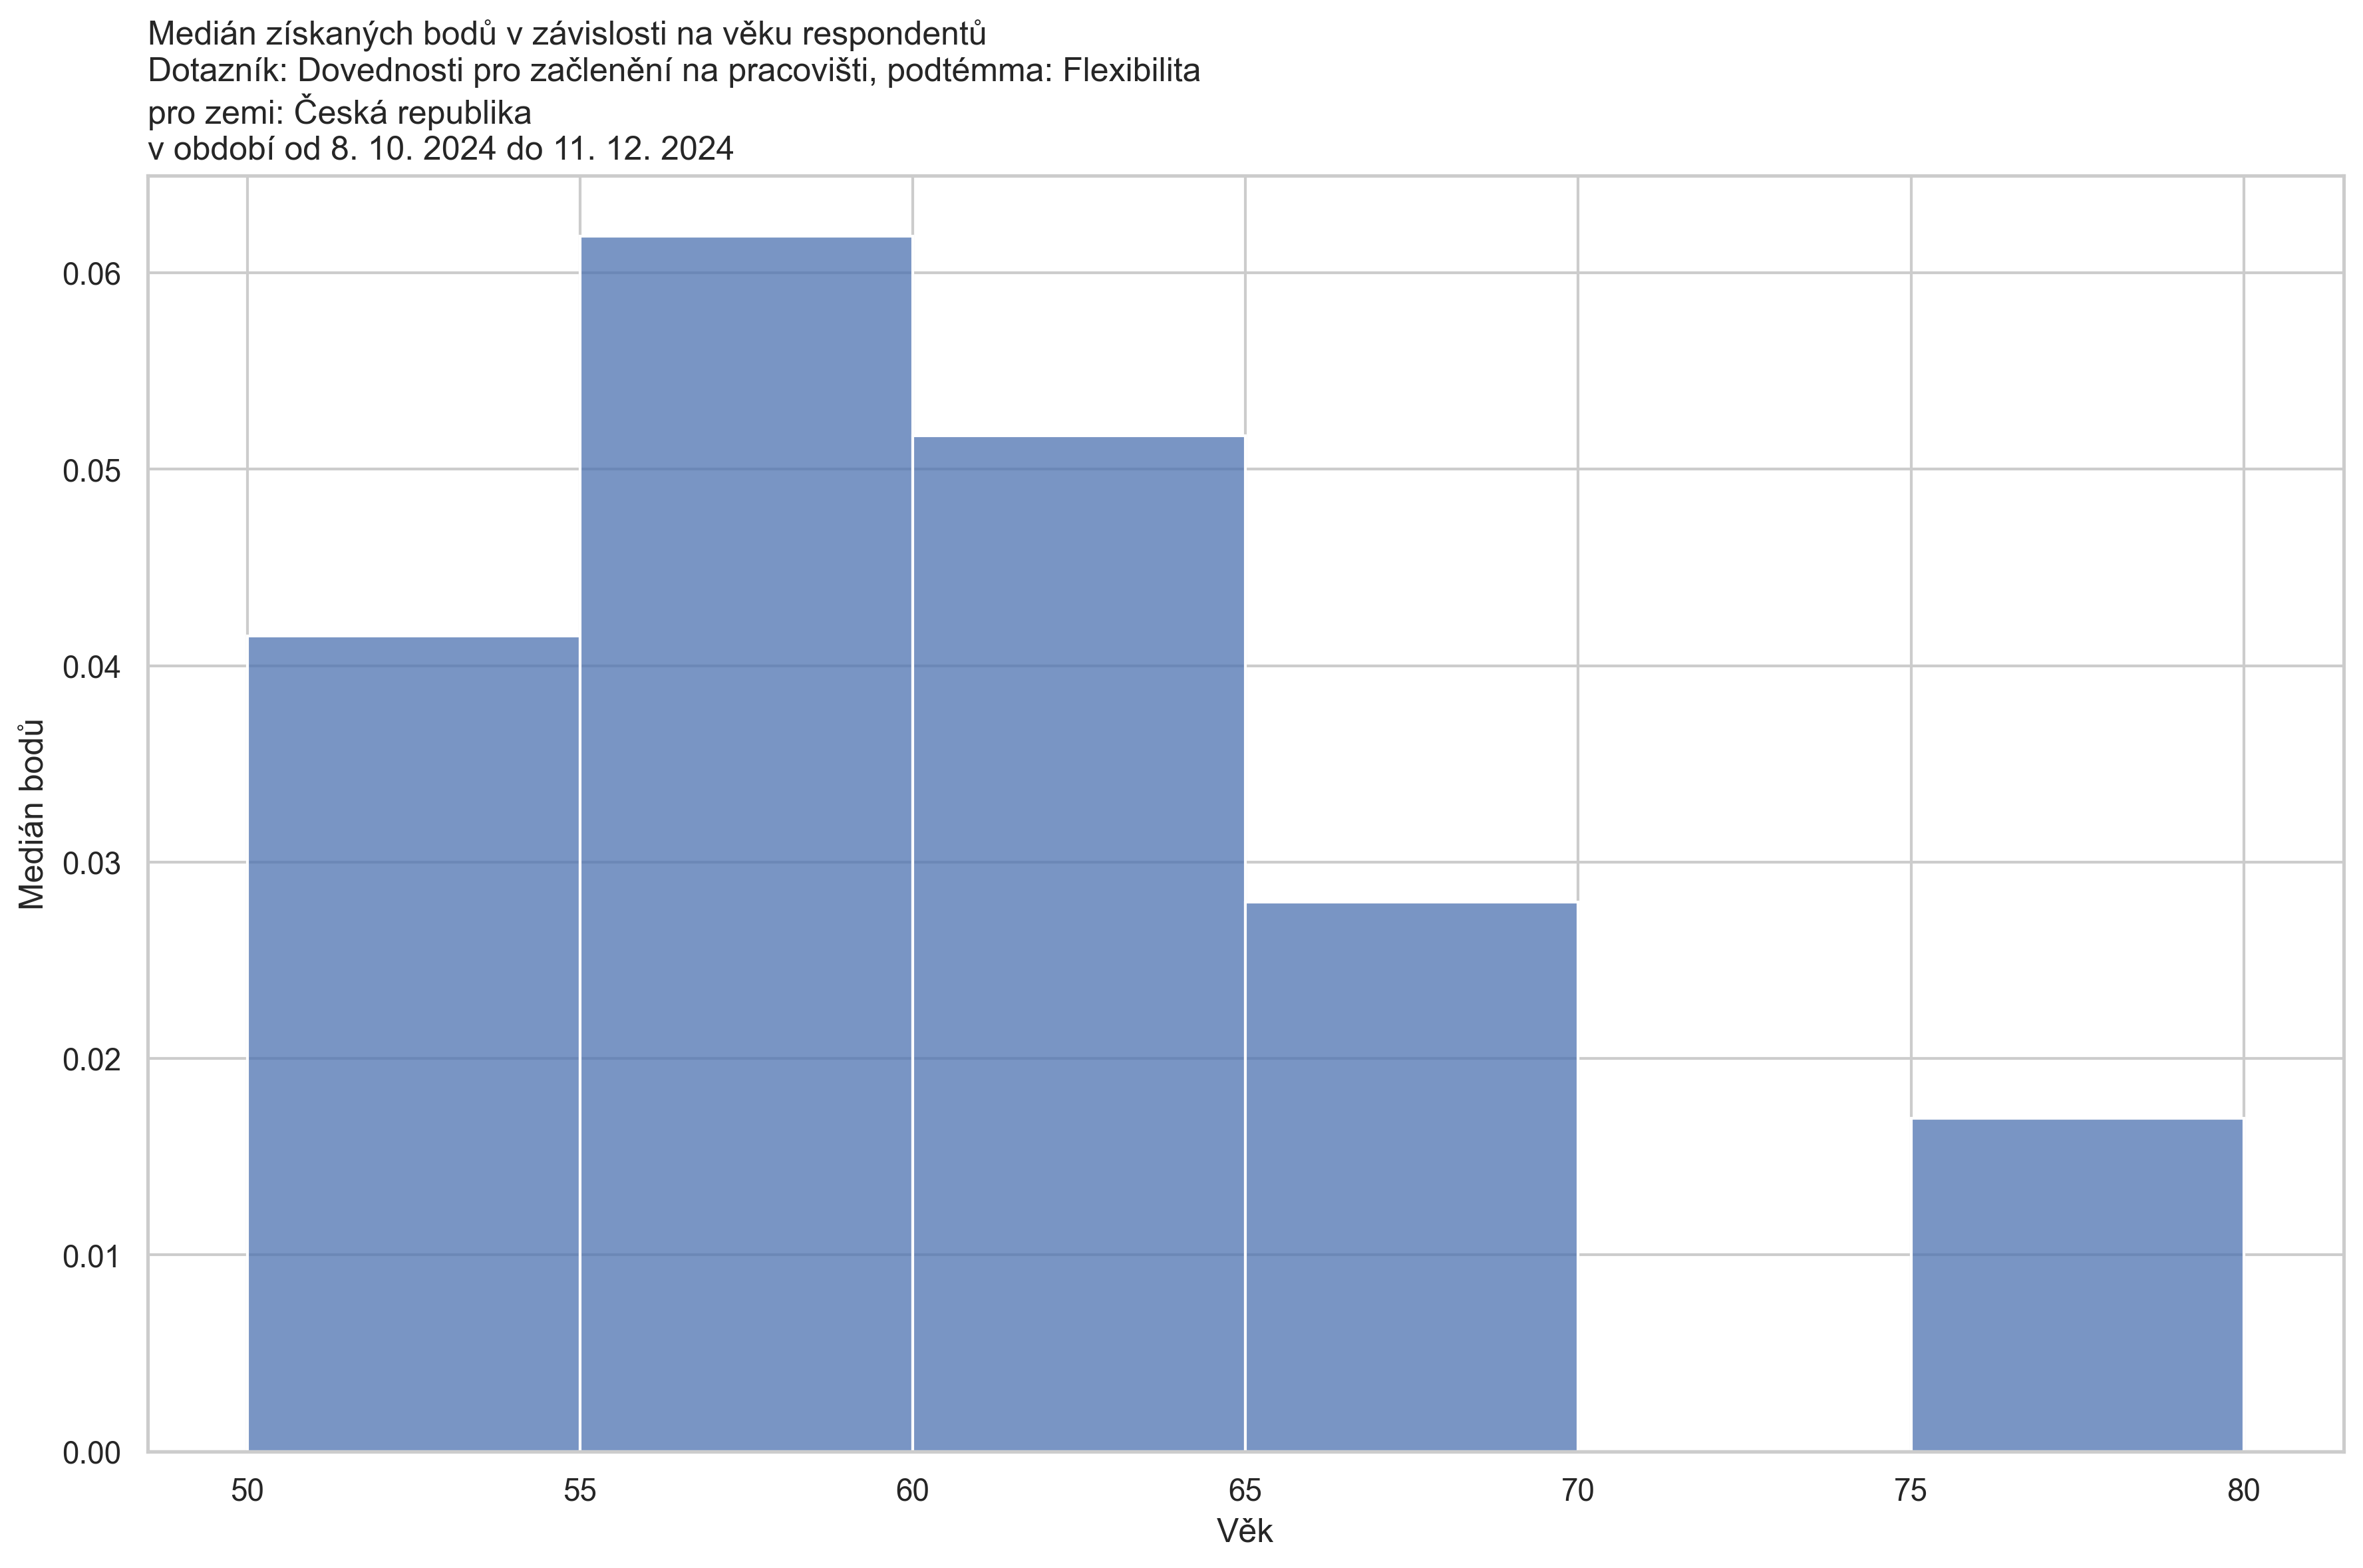 Medián získaných bodů v závislosti na věku respondentů
Dotazník: Dovednosti pro začlenění na pracovišti, podtémma: Flexibilita
pro zemi: Česká republika
v období od 8. 10. 2024 do 11. 12. 2024
0.06
0.05
0.04
0.03
0.02
0.01
0.00
Medián bodů
50 55 60 65 70 75 80
Věk